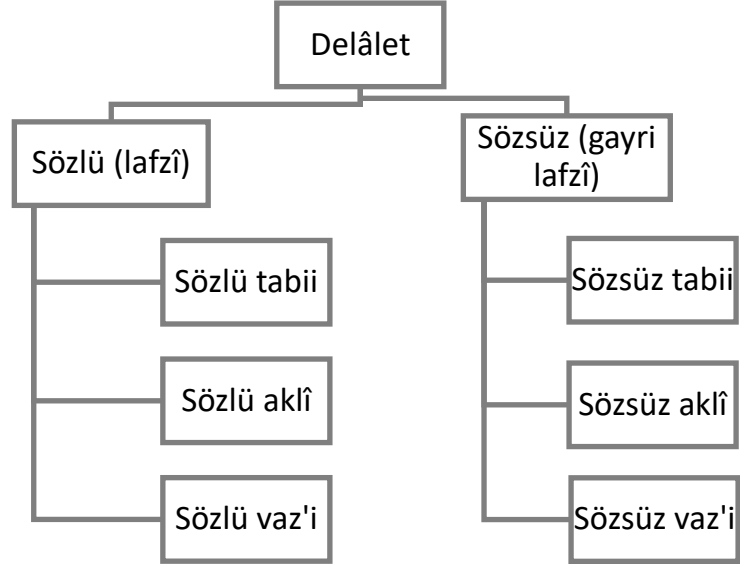 Delâlet
Sözlü (lafzî)
Sözsüz (gayri
lafzî)
Sözlü tabii
Sözsüz tabii
Sözlü aklî
Sözsüz aklî
Sözlü vaz'i
Sözsüz vaz'i